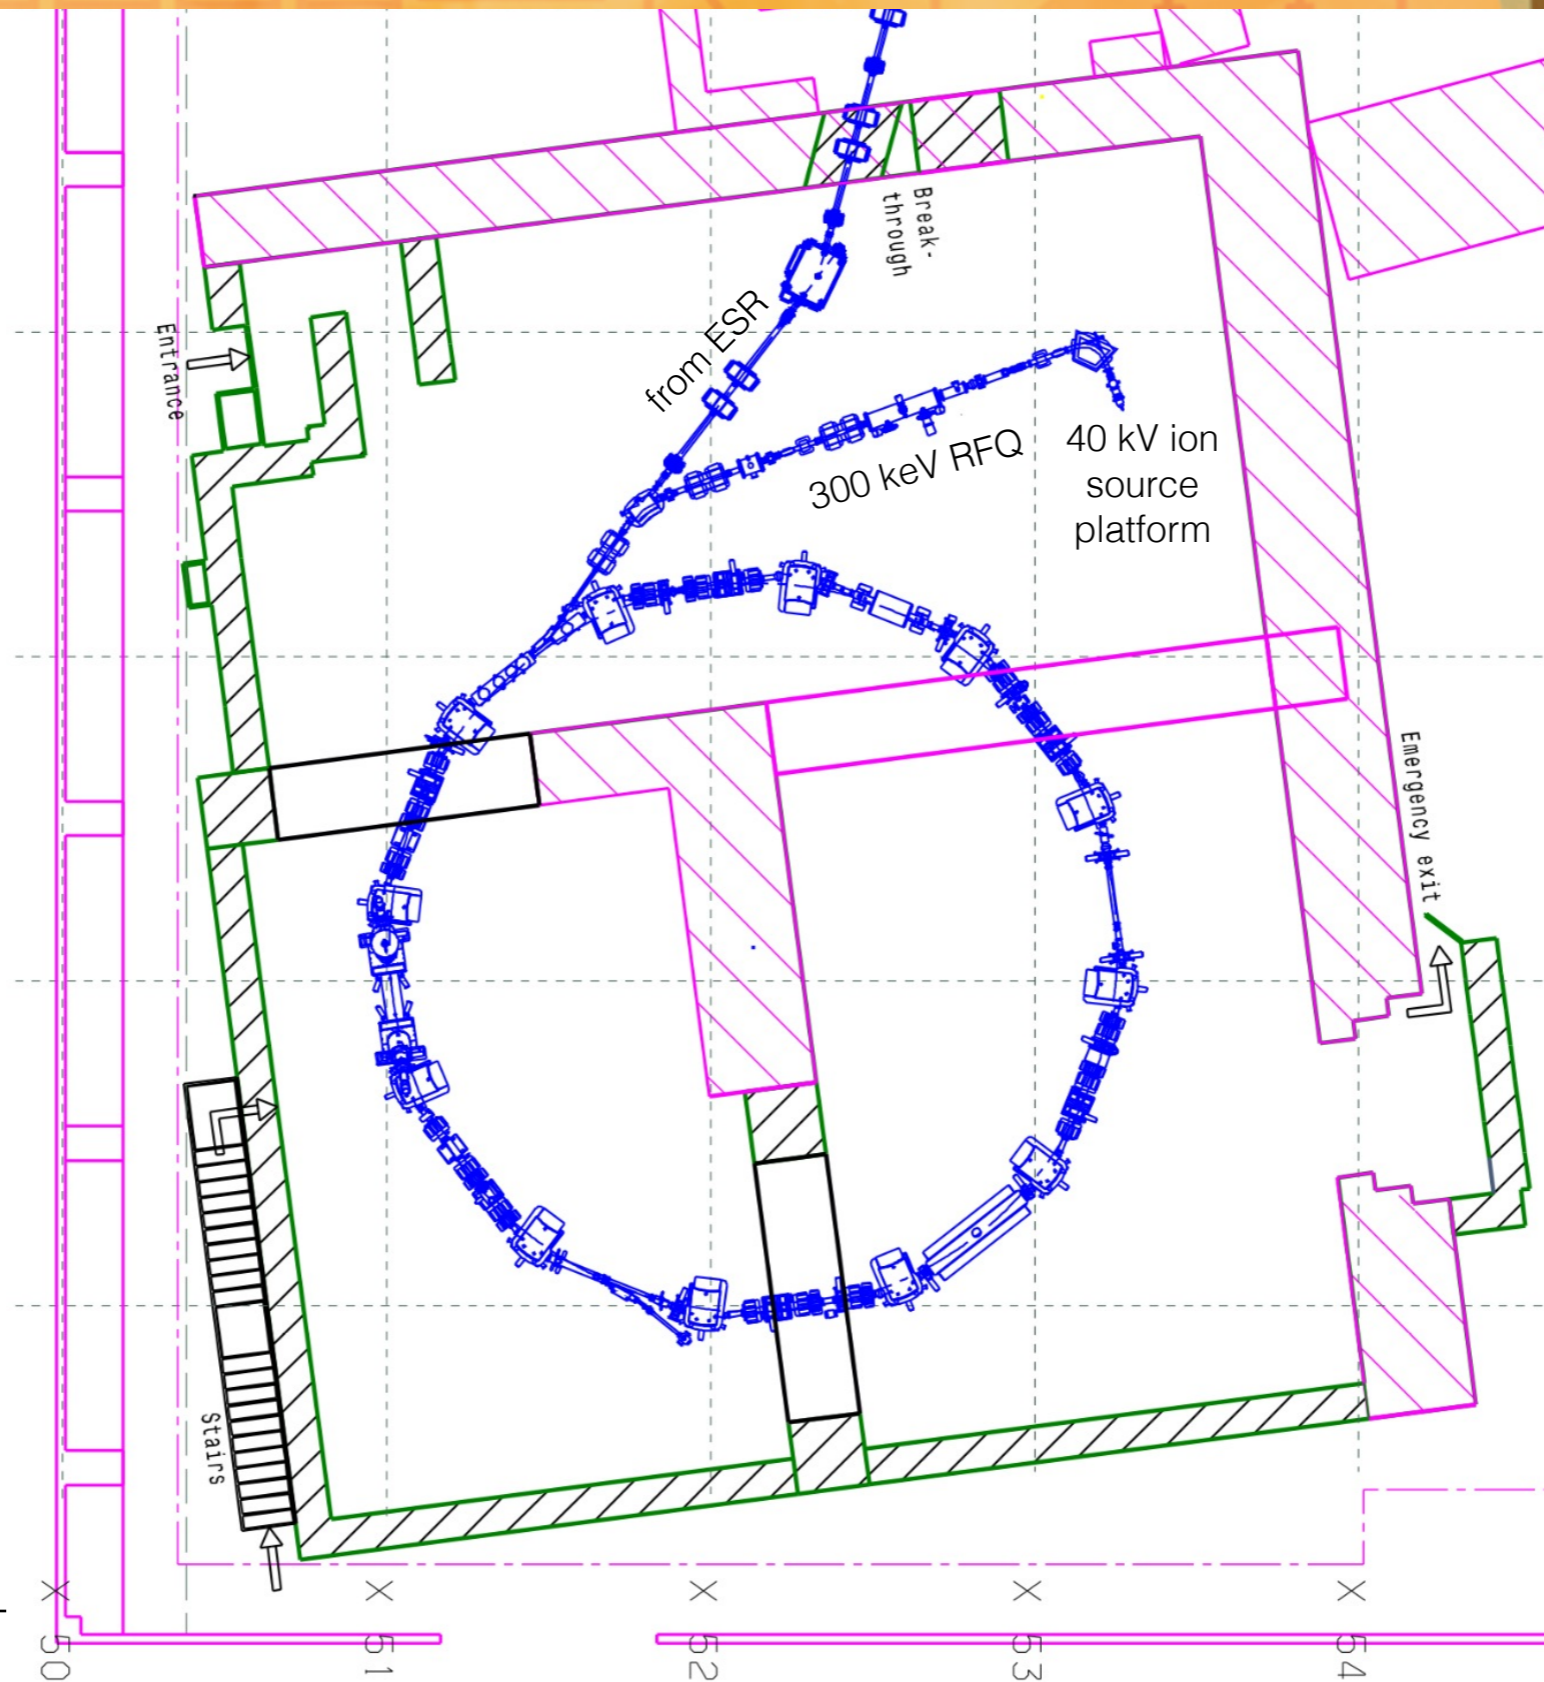 Break-
through
Entrance
from ESR
300 keV RFQ
40 kV ion
source
platform
Emergency exit
Stairs
X X X X X
50 51 52 53 54